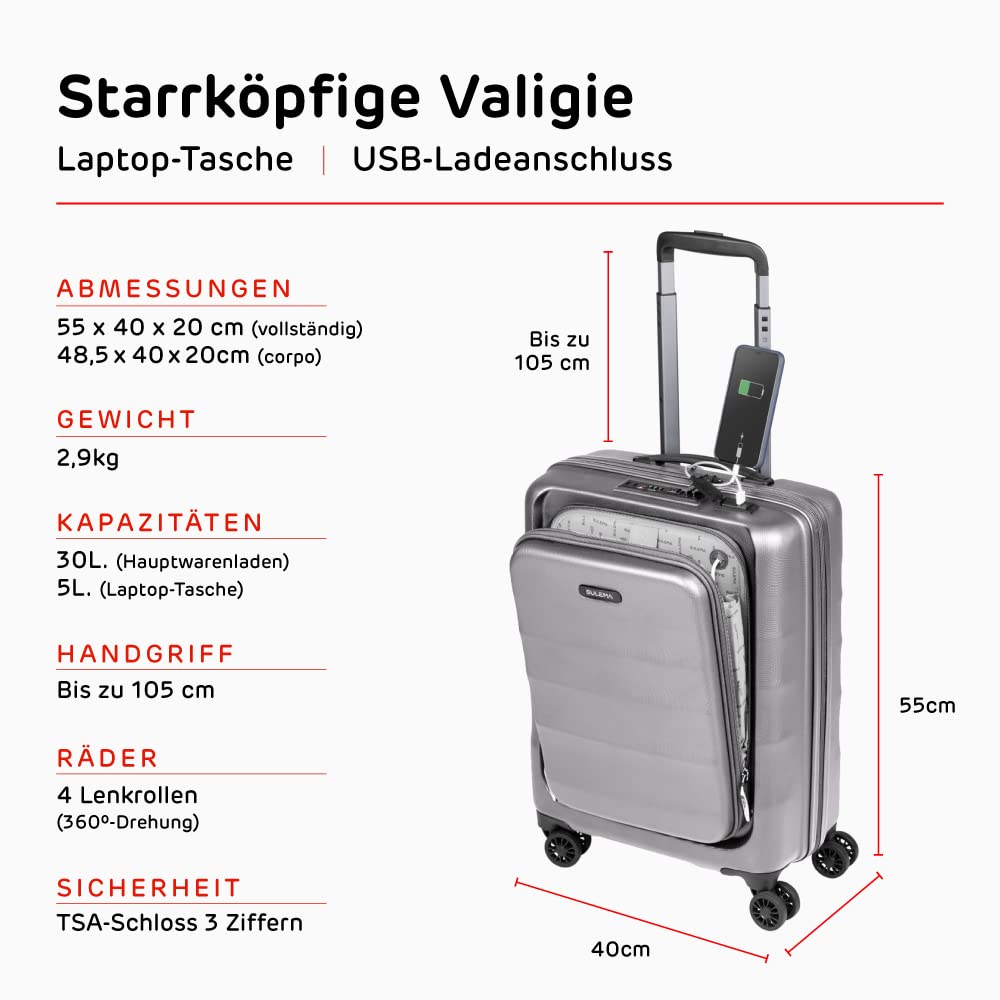 Starrköpfige Valigie
Laptop-Tasche | USB-Ladeanschluss
ABMESSUNGEN
55 x 40 x 20 cm (vollständig)
48,5 x 40 x 20cm (corpo)
GEWICHT
2,9kg
KAPAZITÄTEN
30L. (Hauptwarenladen)
5L. (Laptop-Tasche)
HANDGRIFF
Bis zu 105 cm
RÄDER
4 Lenkrollen
(360º-Drehung)
SICHERHEIT
TSA-Schloss 3 Ziffern
Bis zu
105 cm
SULEMA
55cm
40cm